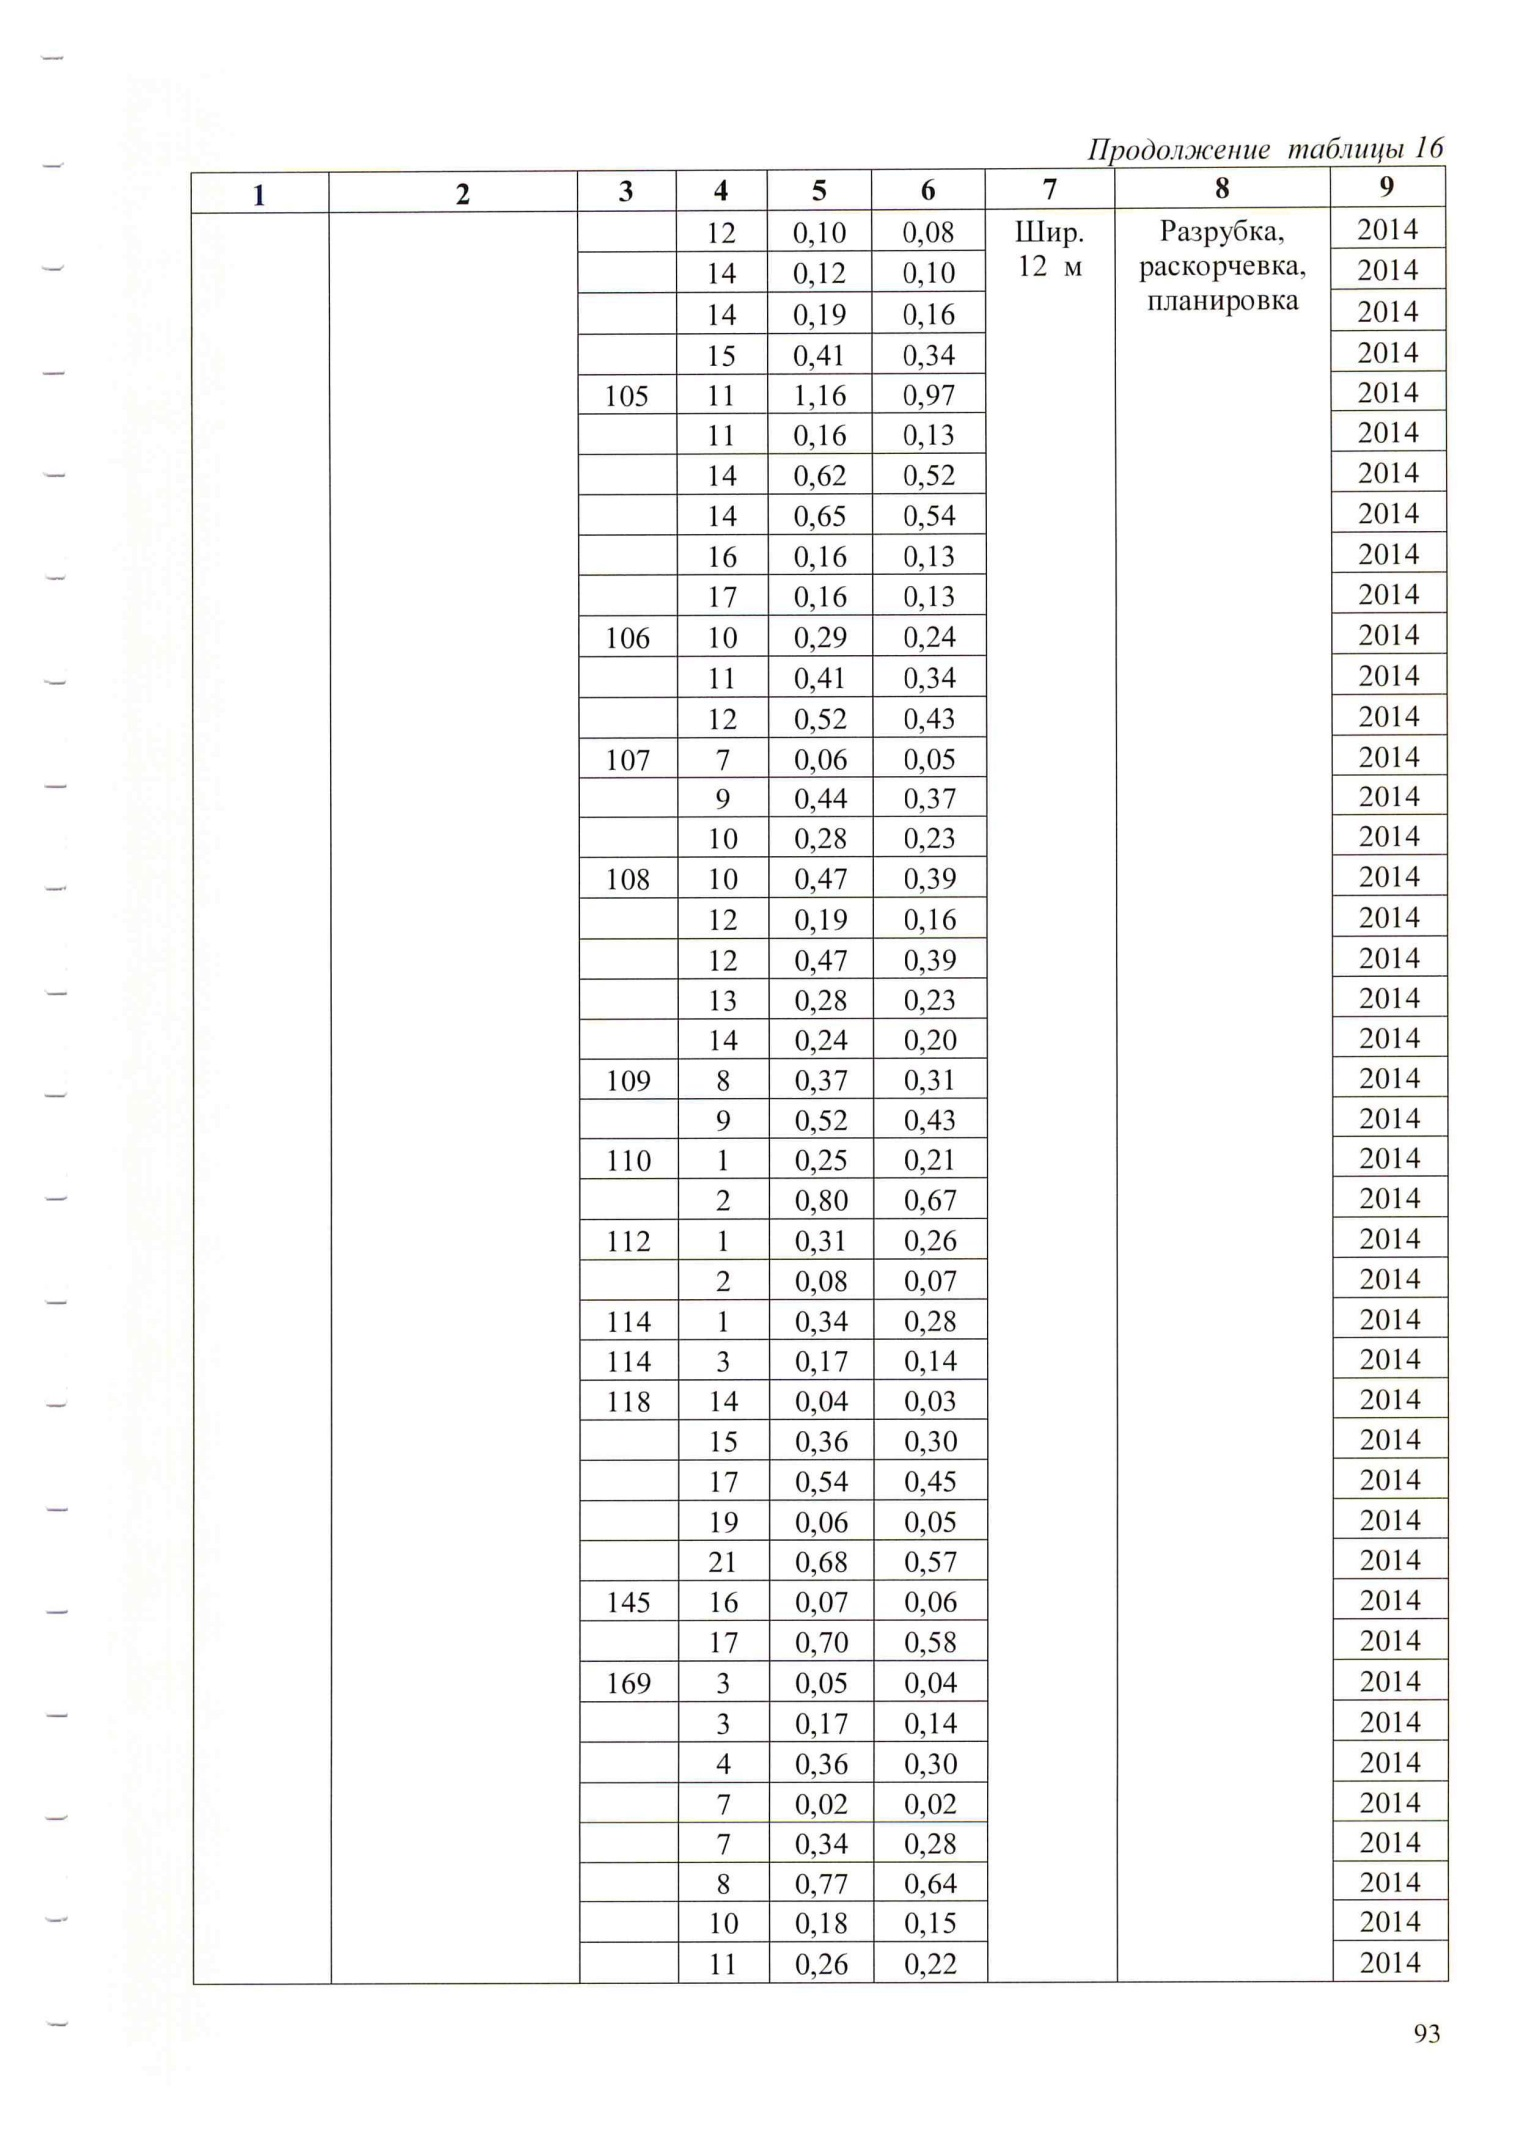 Продолжение таблицы 16
1 2 3 4 5 6 7 8 9
12 0,10 0,08 Шир. Разрубка, 2014
14 0,12 0,10 12 м раскорчевка, 2014
14 0,19 0,16 планировка 2014
15 0,41 0,34 2014
105 11 1,16 0,97 2014
11 0,16 0,13 2014
14 0,62 0,52 2014
14 0,65 0,54 2014
16 0,16 0,13 2014
17 0,16 0,13 2014
106 10 0,29 0,24 2014
11 0,41 0,34 2014
12 0,52 0,43 2014
107 7 0,06 0,05 2014
9 0,44 0,37 2014
10 0,28 0,23 2014
108 10 0,47 0,39 2014
12 0,19 0,16 2014
12 0,47 0,39 2014
13 0,28 0,23 2014
14 0,24 0,20 2014
109 8 0,37 0,31 2014
9 0,52 0,43 2014
110 1 0,25 0,21 2014
2 0,80 0,67 2014
112 1 0,31 0,26 2014
2 0,08 0,07 2014
114 1 0,34 0,28 2014
114 3 0,17 0,14 2014
118 14 0,04 0,03 2014
15 0,36 0,30 2014
17 0,54 0,45 2014
19 0,06 0,05 2014
21 0,68 0,57 2014
145 16 0,07 0,06 2014
17 0,70 0,58 2014
169 3 0,05 0,04 2014
3 0,17 0,14 2014
4 0,36 0,30 2014
7 0,02 0,02 2014
7 0,34 0,28 2014
8 0,77 0,64 2014
10 0,18 0,15 2014
11 0,26 0,22 2014
93